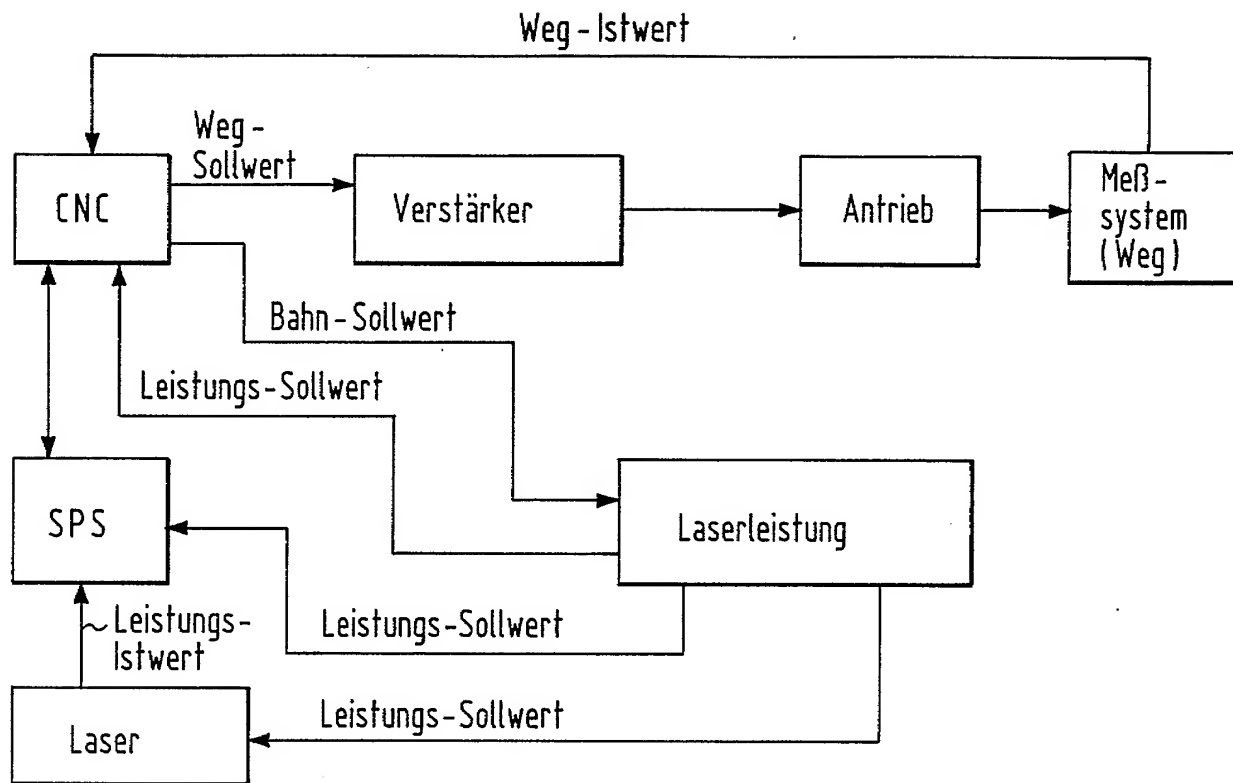 Weg-Istwert
Weg-
Sollwert
CNC
Verstärker
Antrieb
Meß-
system
(Weg)
Bahn-Sollwert
Leistungs-Sollwert
SPS
Laserleistung
Leistungs-
Istwert
Leistungs-Sollwert
Laser
Leistungs-Sollwert